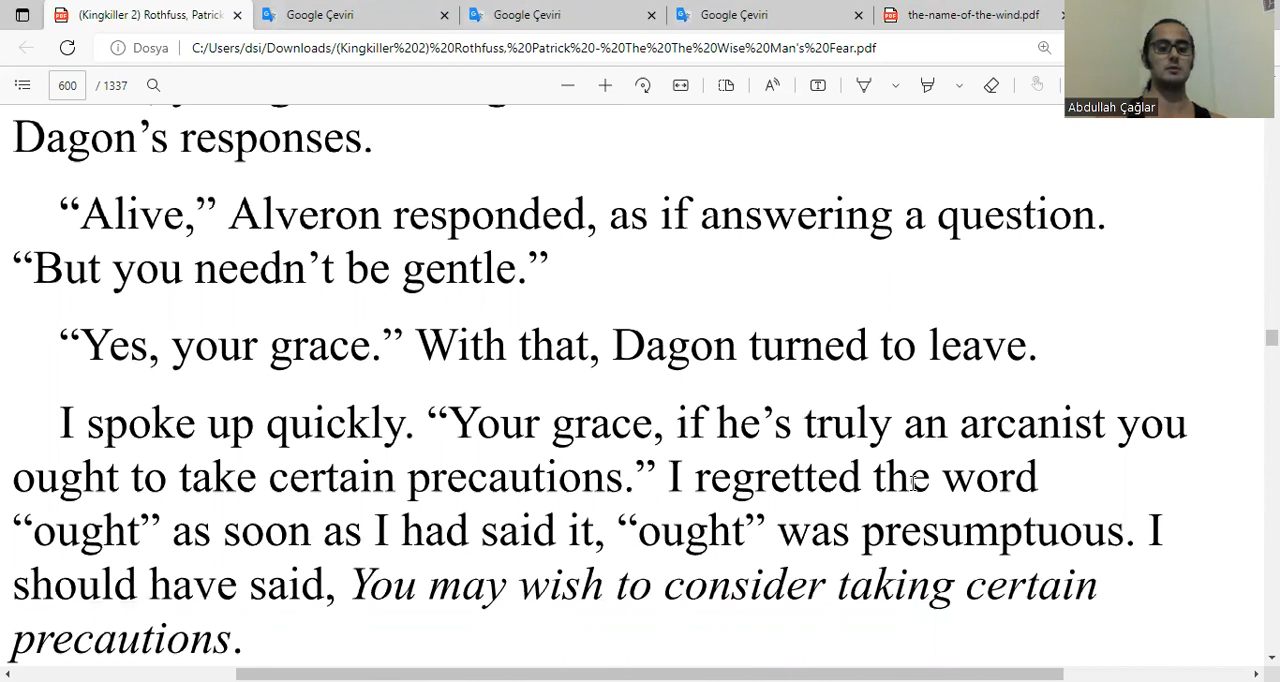 (Kingkiller 2) Rothfuss, Patrick
Google Çeviri
Google Çeviri
Google Çeviri
the-name-of-the-wind.pdf
Dosya
C:/Users/dsi/Downloads/(Kingkiller%202)%20Rothfuss,%20Patrick%20-%20The%20The%20Wise%20Man's%20Fear.pdf
600 / 1337
Abdullah Çağlar
Dagon’s responses.
“Alive,” Alveron responded, as if answering a question.
“But you needn’t be gentle.”
“Yes, your grace.” With that, Dagon turned to leave.
I spoke up quickly. “Your grace, if he’s truly an arcanist you
ought to take certain precautions.” I regretted the word
“ought” as soon as I had said it, “ought” was presumptuous. I
should have said, You may wish to consider taking certain
precautions.